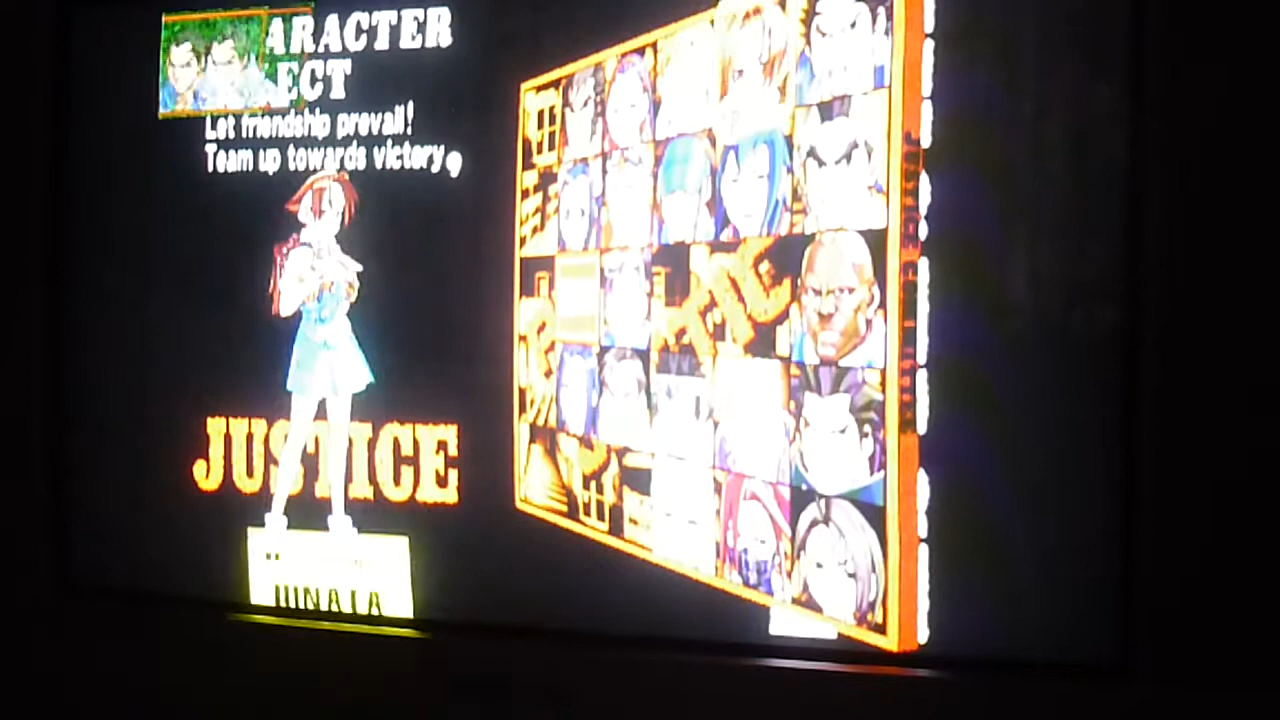 ARACTER
ECT
Let friendship prevail!
Team up towards victory
JUSTICE
HINATA